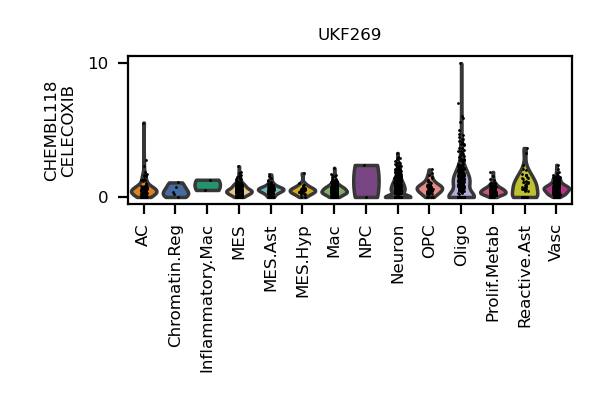 UKF269
CHEMBL118
CELECOXIB
10
0
AC
Chromatin.Reg
Inflammatory.Mac
MES
MES.Ast
MES.Hyp
Mac
NPC
Neuron
OPC
Oligo
Prolif.Metab
Reactive.Ast
Vasc